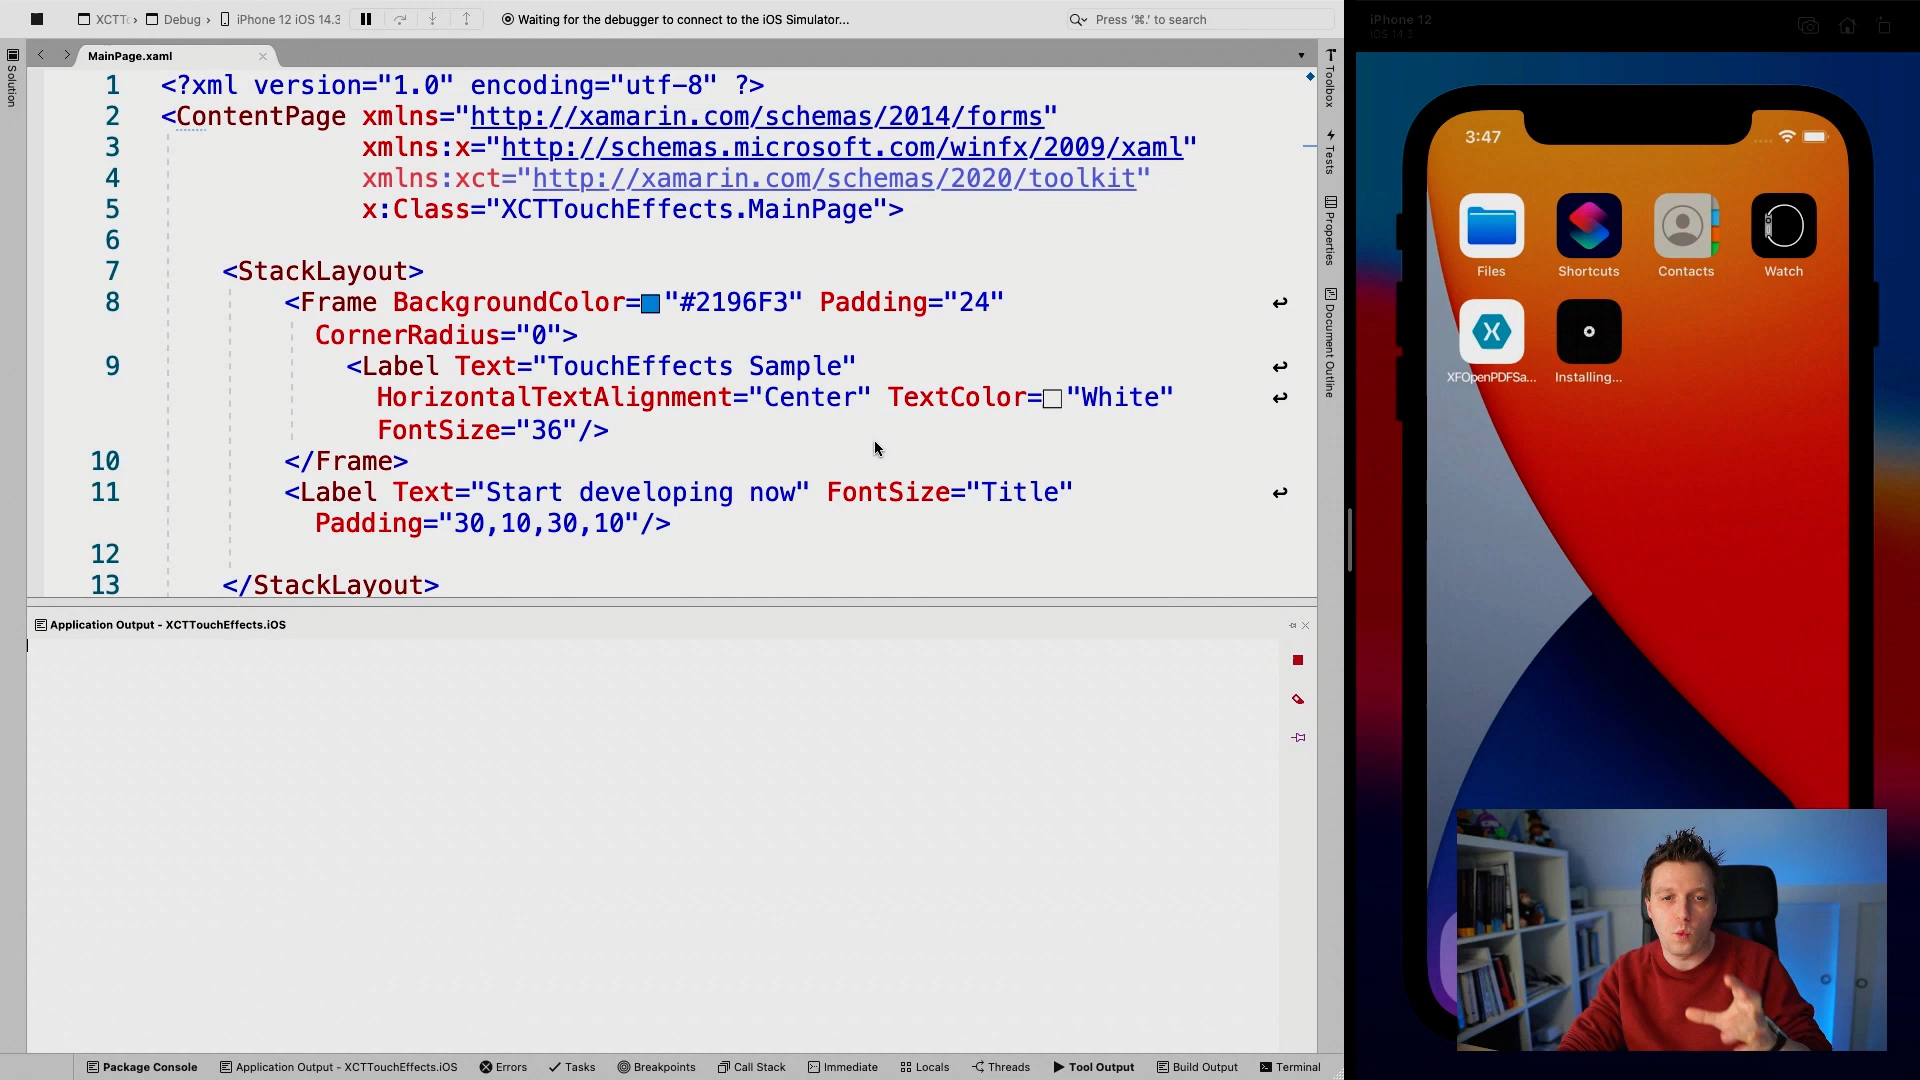 XCTT
Debug
iPhone 12 iOS 14.3
Waiting for the debugger to connect to the iOS Simulator...
Press ‘⌘.’ to search
iPhone 12
iOS 14.3
Solution
MainPage.xaml
1 <?xml version="1.0" encoding="utf-8" ?>
2 <ContentPage xmlns="http://xamarin.com/schemas/2014/forms"
3 xmlns:x="http://schemas.microsoft.com/winfx/2009/xaml"
4 xmlns:xct="http://xamarin.com/schemas/2020/toolkit"
5 x:Class="XCTTouchEffects.MainPage">
6
7 <StackLayout>
8 <Frame BackgroundColor="#2196F3" Padding="24"
CornerRadius="0">
9 <Label Text="TouchEffects Sample"
HorizontalTextAlignment="Center" TextColor="White"
FontSize="36"/>
10 </Frame>
11 <Label Text="Start developing now" FontSize="Title"
Padding="30,10,30,10"/>
12
13 </StackLayout>
Toolbox
Tests
Properties
Document Outline
3:47
Files
Shortcuts
Contacts
Watch
XFOpenPDFSa...
Installing...
Application Output - XCTTouchEffects.iOS
Package Console
Application Output - XCTTouchEffects.iOS
Errors
Tasks
Breakpoints
Call Stack
Immediate
Locals
Threads
Tool Output
Build Output
Terminal